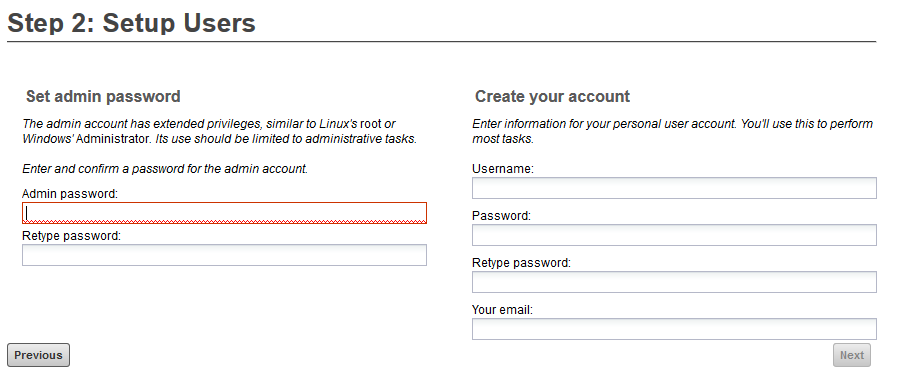 Step 2: Setup Users
Set admin password
The admin account has extended privileges, similar to Linux's root or
Windows' Administrator. Its use should be limited to administrative tasks.
Enter and confirm a password for the admin account.
Admin password:
Retype password:
Create your account
Enter information for your personal user account. You'll use this to perform
most tasks.
Username:
Password:
Retype password:
Your email:
Previous
Next